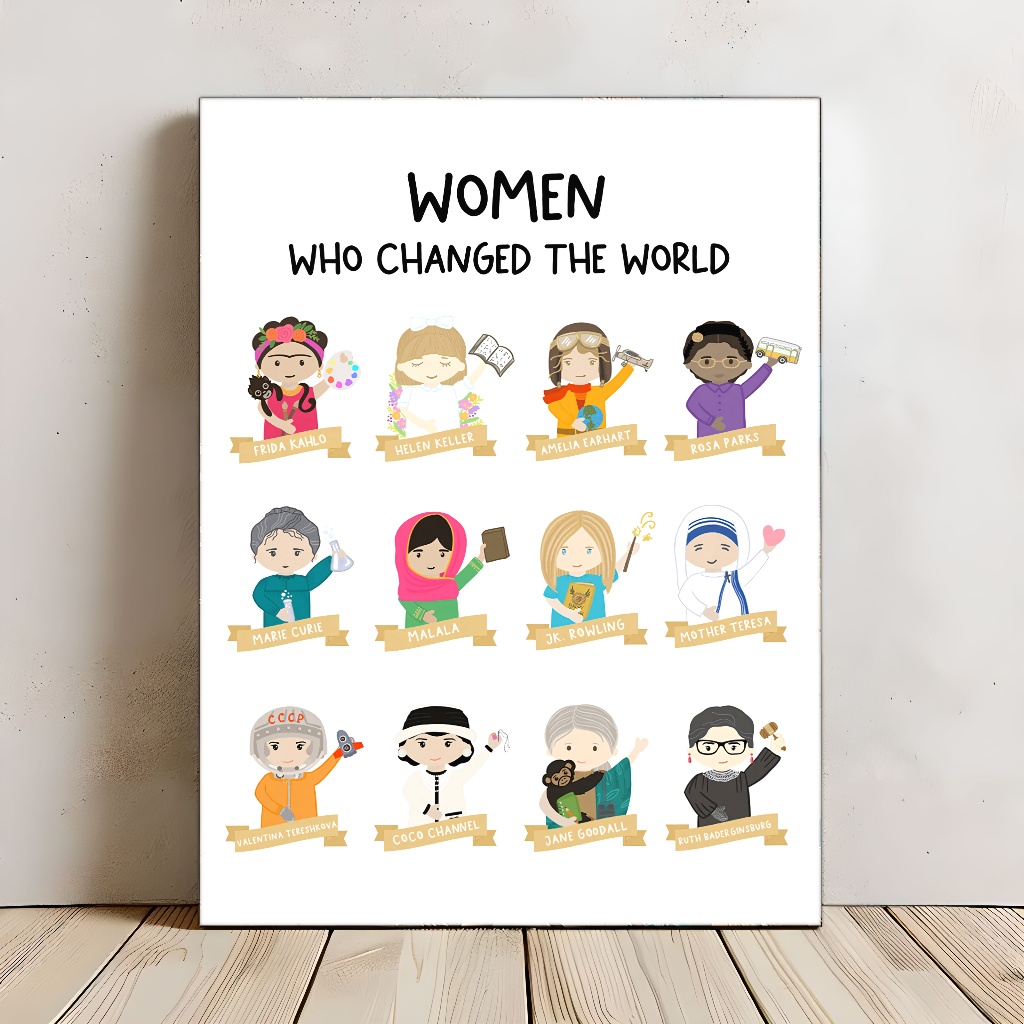 WOMEN
WHO CHANGED THE WORLD
FRIDA KAHLO
HELEN KELLER
AMELIA EARHART
ROSA PARKS
MARIE CURIE
MALALA
JK. ROWLING
MOTHER TERESA
CCCP
VALENTINA TERESHKOVA
COCO CHANNEL
JANE GOODALL
RUTH BADERGINSBURG